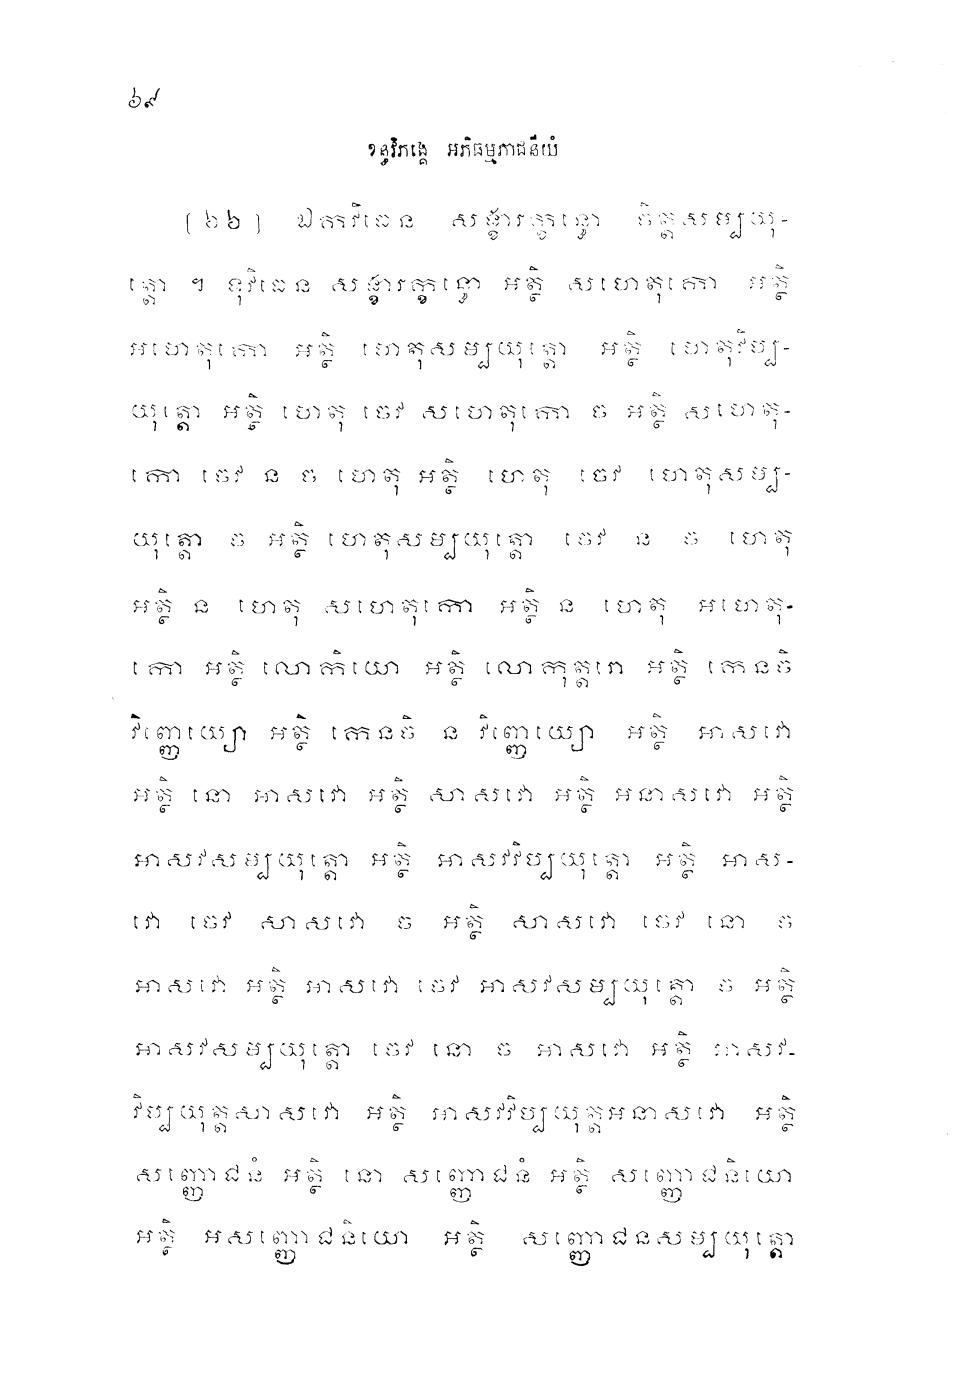 ៦៩
ខន្ធវិភង្គេ អភិធម្មភាជនីយំ
[៦៦] ឯកវិធេន សង្ខារក្ខន្ធោ ចិត្តសម្បយុ-
ត្តោ ។ ទុវិធេន សង្ខារក្ខន្ធោ អត្ថិ សហេតុកោ អត្ថិ
អហេតុកោ អត្ថិ ហេតុសម្បយុត្តោ អត្ថិ ហេតុវិប្ប-
យុត្តោ អត្ថិ ហេតុ ចេវ សហេតុកោ ច អត្ថិ សហេតុ-
កោ ចេវ ន ច ហេតុ អត្ថិ ហេតុ ចេវ ហេតុសម្ប-
យុត្តោ ច អត្ថិ ហេតុសម្បយុត្តោ ចេវ ន ច ហេតុ
អត្ថិ ន ហេតុ សហេតុកោ អត្ថិ ន ហេតុ អហេតុ-
កោ អត្ថិ លោកិយោ អត្ថិ លោកុត្តរោ អត្ថិ កេនចិ
វិញ្ញេយ្យោ អត្ថិ កេនចិ ន វិញ្ញេយ្យោ អត្ថិ អាសវោ
អត្ថិ នោ អាសវោ អត្ថិ សាសវោ អត្ថិ អនាសវោ អត្ថិ
អាសវសម្បយុត្តោ អត្ថិ អាសវវិប្បយុត្តោ អត្ថិ អាស-
វោ ចេវ សាសវោ ច អត្ថិ សាសវោ ចេវ នោ ច
អាសវោ អត្ថិ អាសវោ ចេវ អាសវសម្បយុត្តោ ច អត្ថិ
អាសវសម្បយុត្តោ ចេវ នោ ច អាសវោ អត្ថិ អាសវ-
វិប្បយុត្តសាសវោ អត្ថិ អាសវវិប្បយុត្តអនាសវោ អត្ថិ
សញ្ញោជនំ អត្ថិ នោ សញ្ញោជនំ អត្ថិ សញ្ញោជនិយោ
អត្ថិ អសញ្ញោជនិយោ អត្ថិ សញ្ញោជនសម្បយុត្តោ